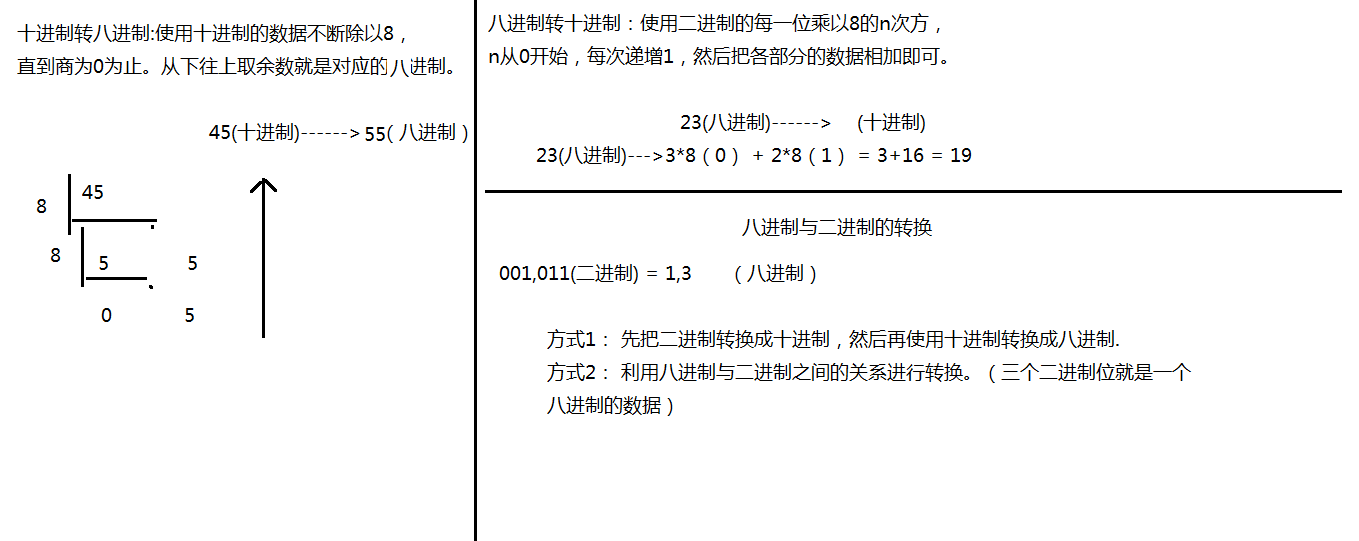 十进制转八进制:使用十进制的数据不断除以8，
直到商为0为止。从下往上取余数就是对应的八进制。
45(十进制)------> 55( 八进制 )
8 45
8 5 5
0 5
八进制转十进制：使用二进制的每一位乘以8的n次方，
n从0开始，每次递增1，然后把各部分的数据相加即可。
23(八进制)------> (十进制)
23(八进制)--->3*8（0） + 2*8（1） = 3+16 = 19
八进制与二进制的转换
001,011(二进制) = 1,3 （八进制）
方式1： 先把二进制转换成十进制，然后再使用十进制转换成八进制.
方式2： 利用八进制与二进制之间的关系进行转换。（三个二进制位就是一个
八进制的数据）